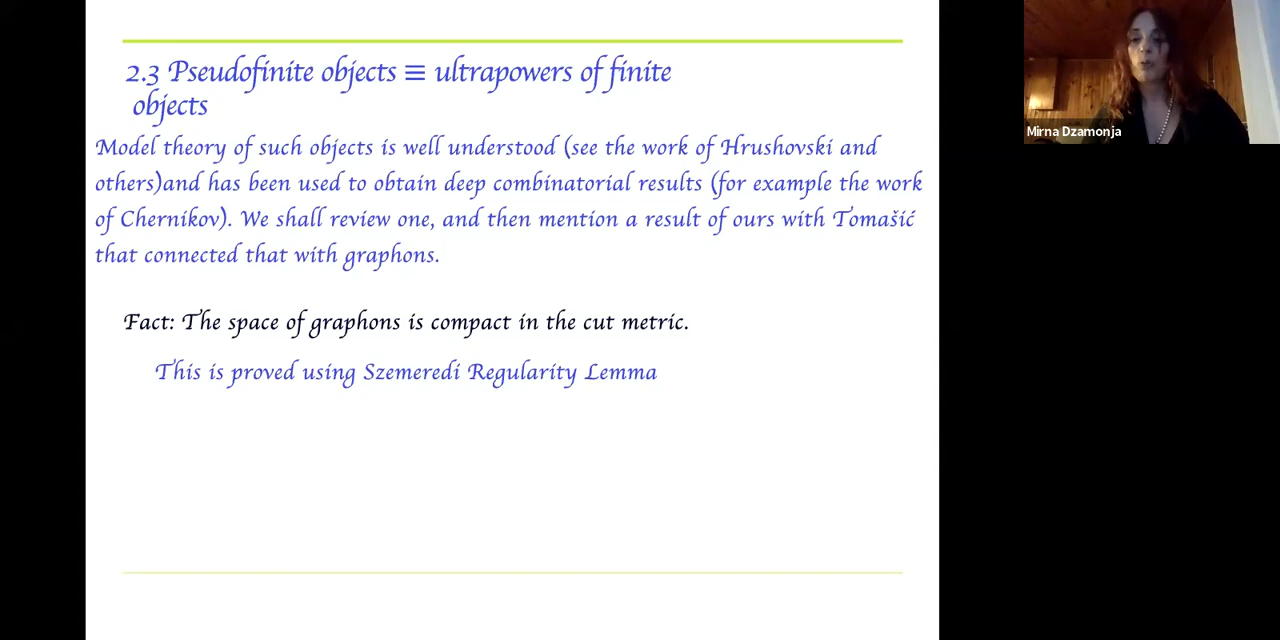 2.3 Pseudofinite objects ≡ ultrapowers of finite
objects
Model theory of such objects is well understood (see the work of Hrushovski and
others)and has been used to obtain deep combinatorial results (for example the work
of Chernikov). We shall review one, and then mention a result of ours with Tomašić
that connected that with graphons.
Fact: The space of graphons is compact in the cut metric.
This is proved using Szemeredi Regularity Lemma
Mirna Dzamonja